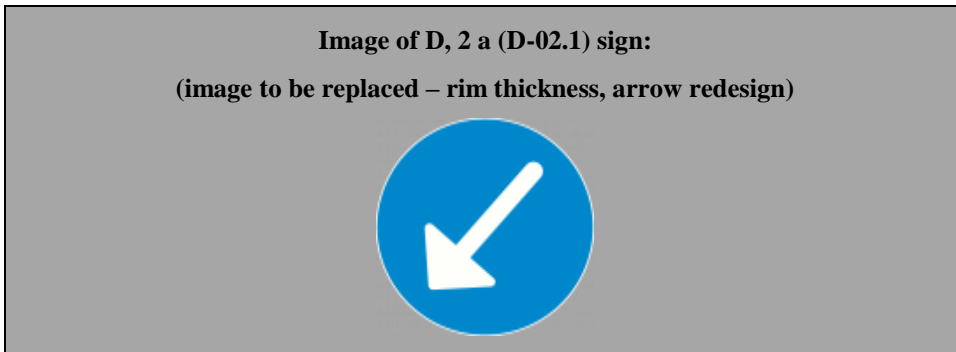 Image of D, 2 a (D-02.1) sign:
(image to be replaced – rim thickness, arrow redesign)